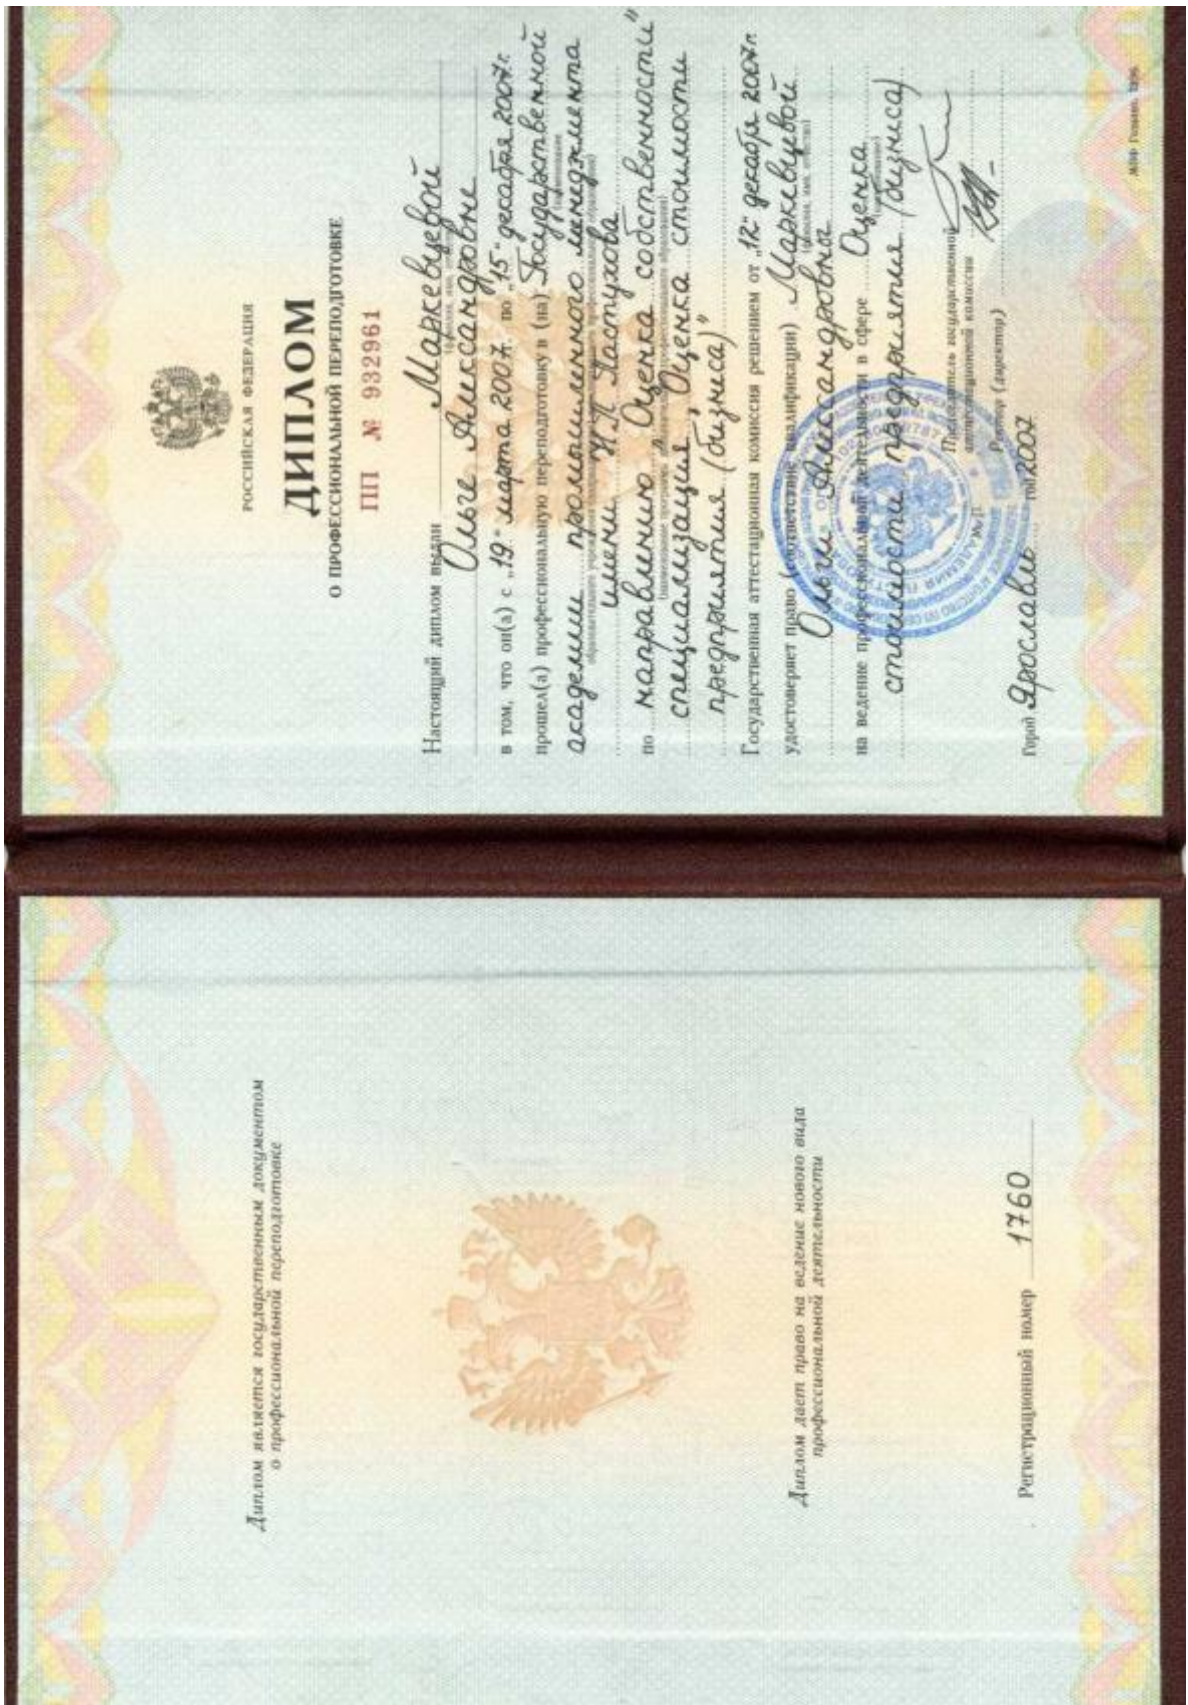 Диплом является государственным документом
о профессиональной переподготовке
Диплом дает право на ведение нового вида
профессиональной деятельности
Регистрационный номер 1760
РОССИЙСКАЯ ФЕДЕРАЦИЯ
ДИПЛОМ
О ПРОФЕССИОНАЛЬНОЙ ПЕРЕПОДГОТОВКЕ
ПП № 932961
Настоящий диплом выдан Маркевцевой
Ольге Александровне
в том, что он(а) с „19“ марта 2007г. по „15“ декабря 2007г.
прошел(а) профессиональную переподготовку в (на) Государственной
академии промышленного менеджмента
имени Н.П. Пастухова
по направлению „Оценка собственности"
специализация „Оценка стоимости
предприятия (бизнеса)"
Государственная аттестационная комиссия решением от „12“ декабря 2007г.
удостоверяет право (соответствие квалификации) Маркевцевой
Ольги Александровны
на ведение профессиональной деятельности в сфере Оценка
стоимости предприятия (бизнеса)
Председатель государственной
аттестационной комиссии
Ректор (директор)
Город Ярославль год 2007